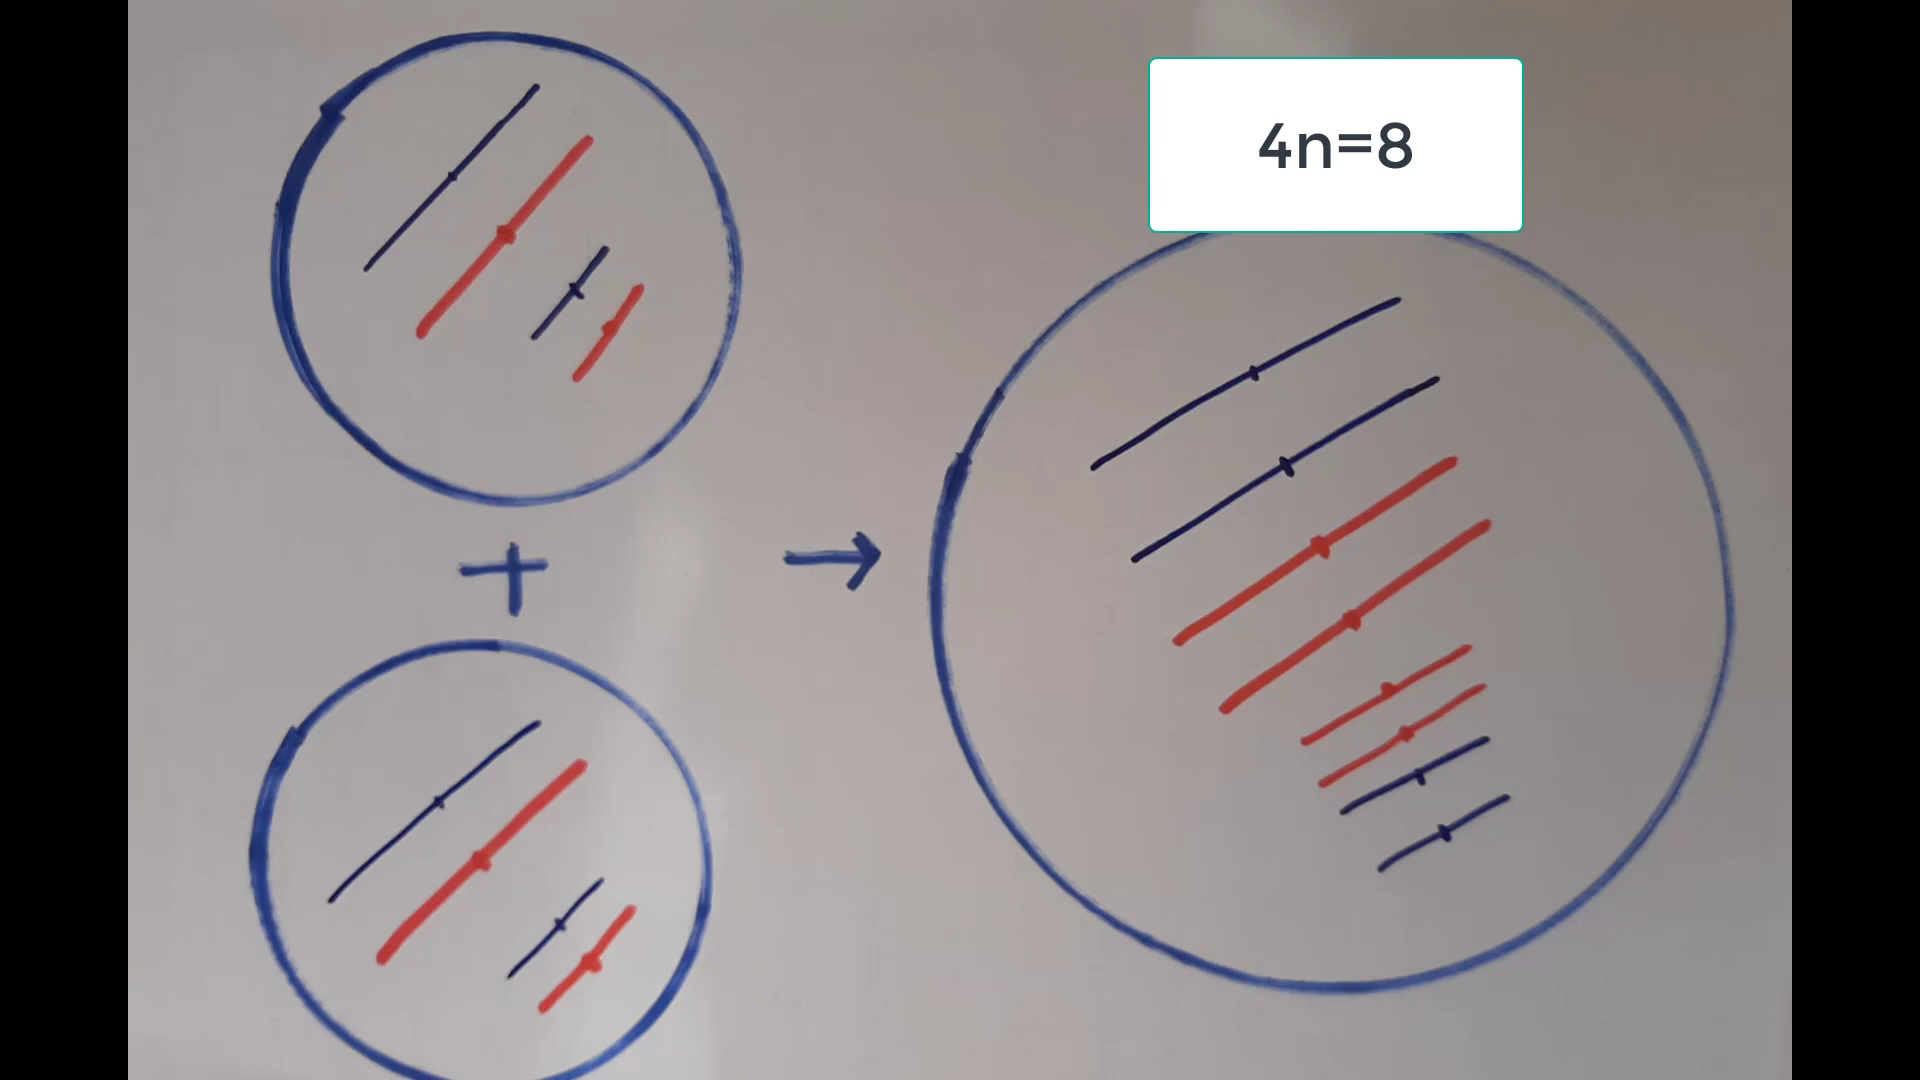 4n=8
+
→